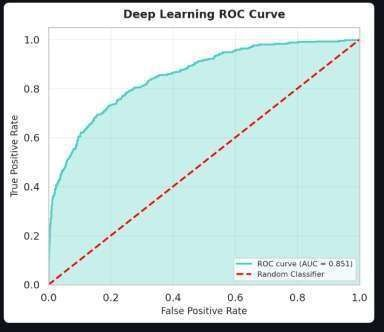 Deep Learning ROC Curve
1.0
0.8
0.6
0.4
0.2
0.0
True Positive Rate
ROC curve (AUC = 0.851)
Random Classifier
0.0 0.2 0.4 0.6 0.8 1.0
False Positive Rate